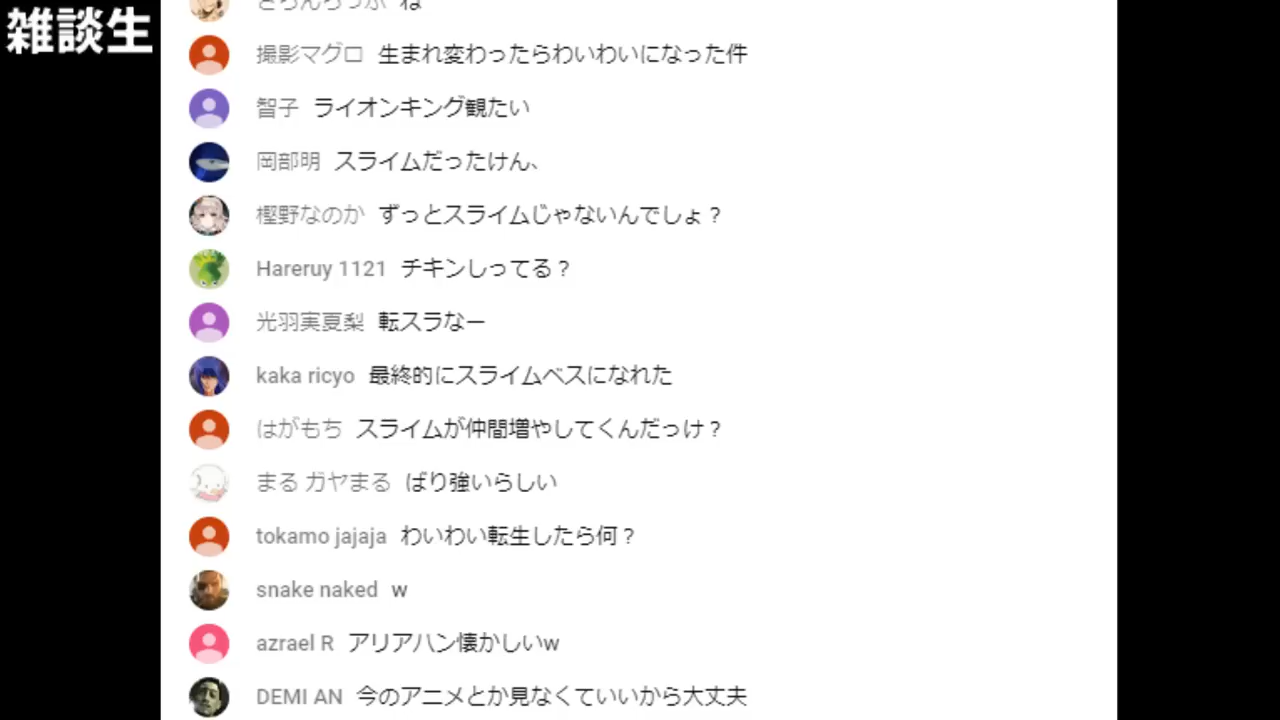 雑談生
ね
撮影マグロ 生まれ変わったらわいわいになった件
智子 ライオンキング観たい
岡部明 スライムだったけん、
樫野なのか ずっとスライムじゃないんでしょ？
Hareruy 1121 チキンしってる？
光羽実夏梨 転スラなー
kaka ricyo 最終的にスライムベスになれた
はがもち スライムが仲間増やしてくんだっけ？
まる ガヤまる ばり強いらしい
tokamo jajaja わいわい転生したら何？
snake naked w
azrael R アリアハン懐かしいw
DEMI AN 今のアニメとか見なくていいから大丈夫